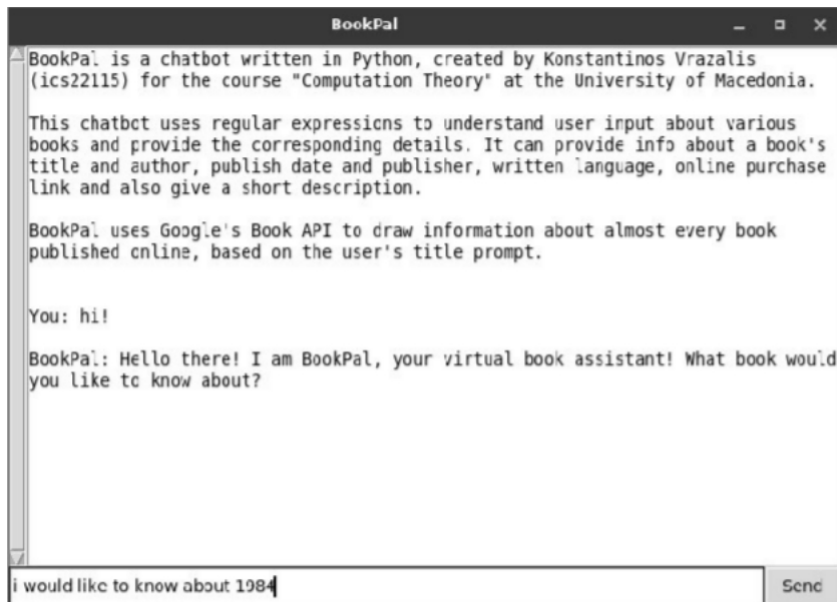 BookPal
BookPal is a chatbot written in Python, created by Konstantinos Vrazalis
(ics22115) for the course "Computation Theory" at the University of Macedonia.
This chatbot uses regular expressions to understand user input about various
books and provide the corresponding details. It can provide info about a book's
title and author, publish date and publisher, written language, online purchase
link and also give a short description.
BookPal uses Google's Book API to draw information about almost every book
published online, based on the user's title prompt.
You: hi!
BookPal: Hello there! I am BookPal, your virtual book assistant! What book would
you like to know about?
i would like to know about 1984
Send